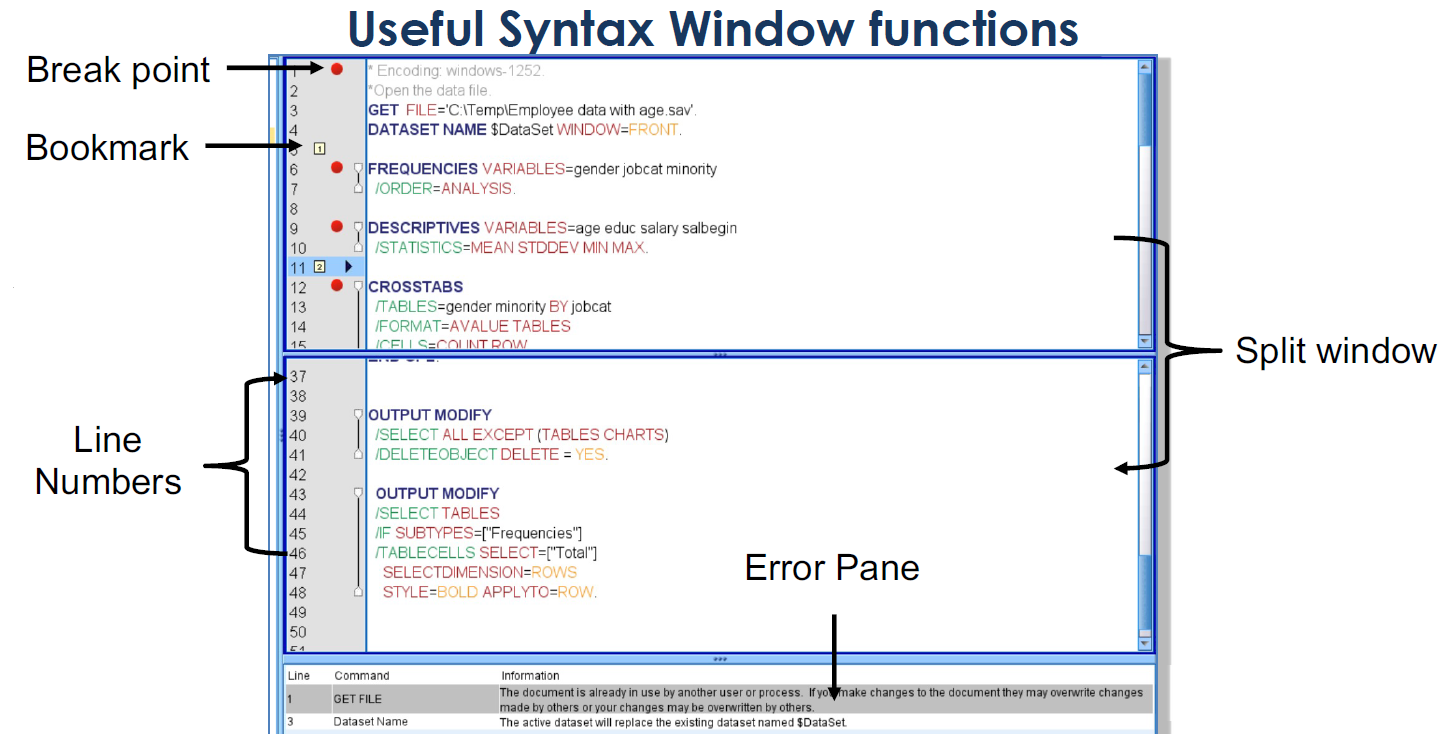 Useful Syntax Window functions
Break point
Bookmark
Line
Numbers
Split window
Error Pane
1 * Encoding: windows-1252.
2 *Open the data file.
3 GET FILE='C:\Temp\Employee data with age.sav'.
4 DATASET NAME $DataSet WINDOW=FRONT.
5 1
6 FREQUENCIES VARIABLES=gender jobcat minority
7 /ORDER=ANALYSIS.
8
9 DESCRIPTIVES VARIABLES=age educ salary salbegin
10 /STATISTICS=MEAN STDDEV MIN MAX.
11 2
12 CROSSTABS
13 /TABLES=gender minority BY jobcat
14 /FORMAT=AVALUE TABLES
15 /CELLS=COUNT ROW
37
38
39 OUTPUT MODIFY
40 /SELECT ALL EXCEPT (TABLES CHARTS)
41 /DELETEOBJECT DELETE = YES.
42
43 OUTPUT MODIFY
44 /SELECT TABLES
45 /IF SUBTYPES=["Frequencies"]
46 /TABLECELLS SELECT=["Total"]
47 SELECTDIMENSION=ROWS
48 STYLE=BOLD APPLYTO=ROW.
49
50
Line Command Information
1 GET FILE The document is already in use by another user or process. If you make changes to the document they may overwrite changes
made by others or your changes may be overwritten by others.
3 Dataset Name The active dataset will replace the existing dataset named $DataSet.